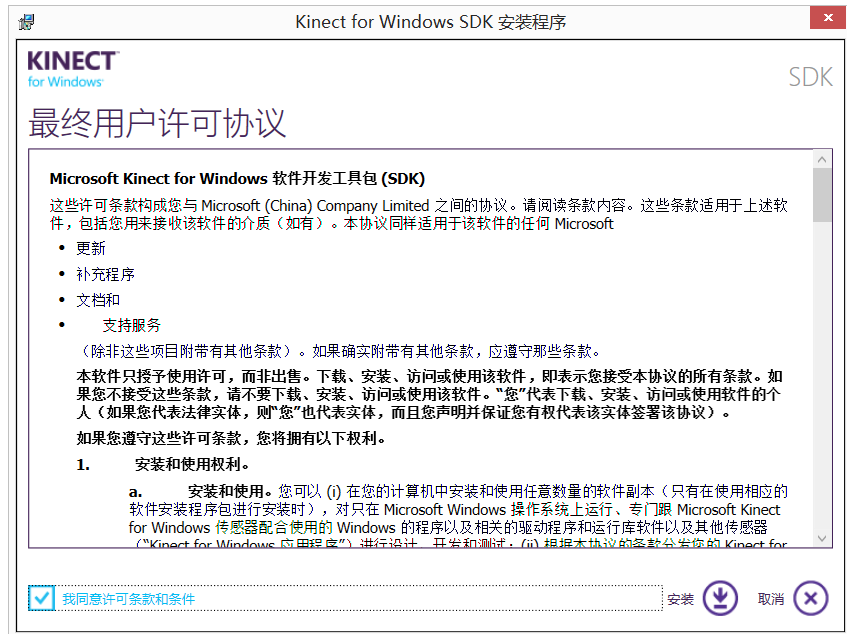 Kinect for Windows SDK 安装程序
KINECT
for Windows
SDK
最终用户许可协议
Microsoft Kinect for Windows 软件开发工具包 (SDK)
这些许可条款构成您与 Microsoft (China) Company Limited 之间的协议。请阅读条款内容。这些条款适用于上述软
件，包括您用来接收该软件的介质（如有）。本协议同样适用于该软件的任何 Microsoft
• 更新
• 补充程序
• 文档和
• 支持服务
（除非这些项目附带有其他条款）。如果确实附带有其他条款，应遵守那些条款。
本软件只授予使用许可，而非出售。下载、安装、访问或使用该软件，即表示您接受本协议的所有条款。如
果您不接受这些条款，请不要下载、安装、访问或使用该软件。“您”代表下载、安装、访问或使用软件的个
人（如果您代表法律实体，则“您”也代表实体，而且您声明并保证您有权代表该实体签署该协议）。
如果您遵守这些许可条款，您将拥有以下权利。
1. 安装和使用权利。
a. 安装和使用。您可以 (i) 在您的计算机中安装和使用任意数量的软件副本（只有在使用相应的
软件安装程序包进行安装时），对只在 Microsoft Windows 操作系统上运行、专门跟 Microsoft Kinect
for Windows 传感器配合使用的 Windows 的程序以及相关的驱动程序和运行库软件以及其他传感器
（“Kinect for Windows 应用程序”）进行设计、开发和测试；(ii) 根据本协议的条款分发您的 Kinect for
我同意许可条款和条件
安装
取消